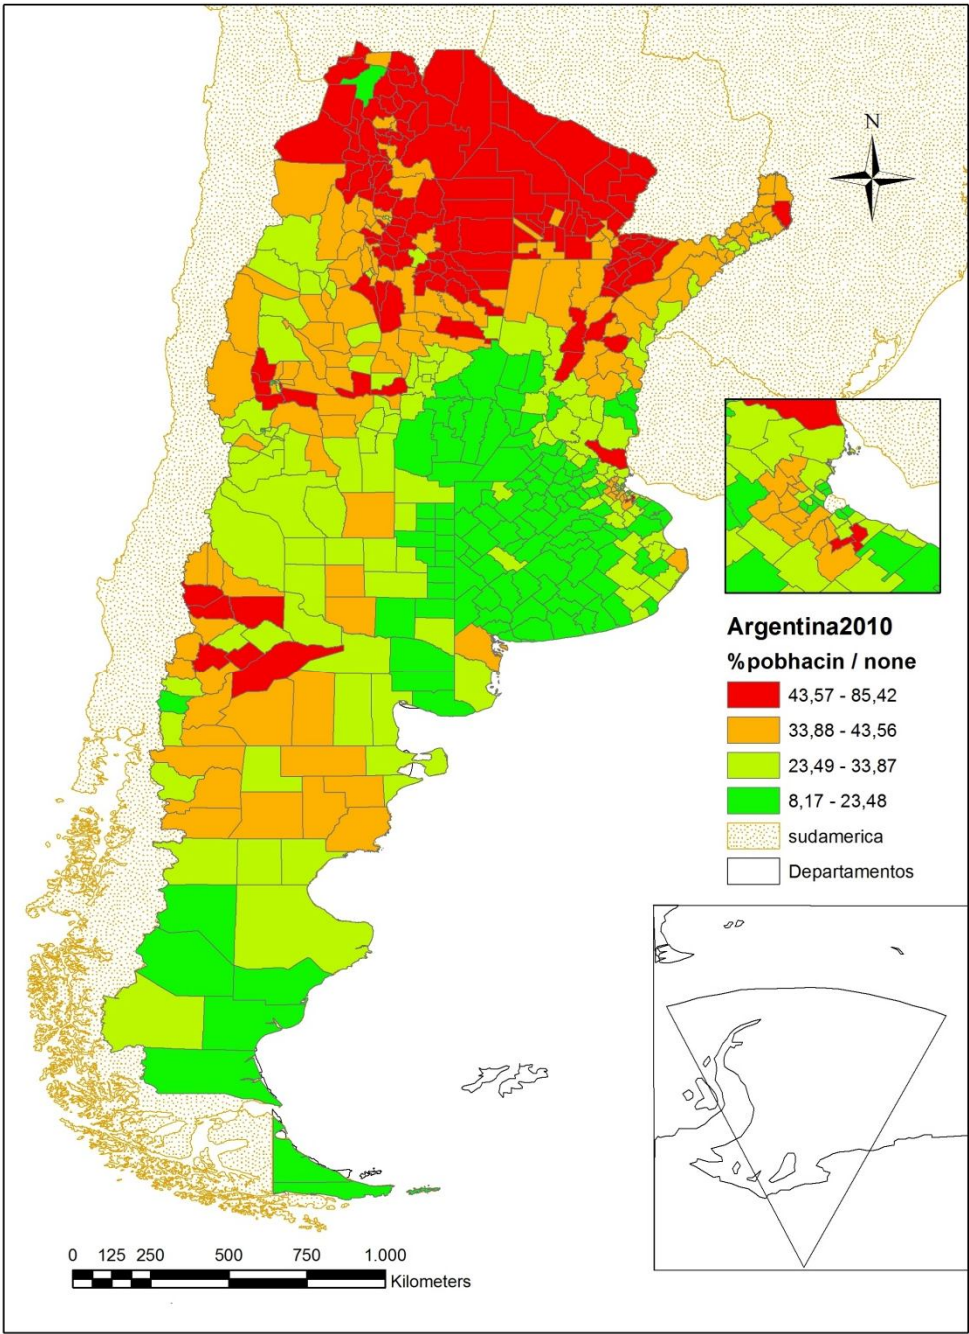 N
Argentina2010
%pobhacin / none
43,57 - 85,42
33,88 - 43,56
23,49 - 33,87
8,17 - 23,48
sudamerica
Departamentos
0 125 250 500 750 1.000
Kilometers